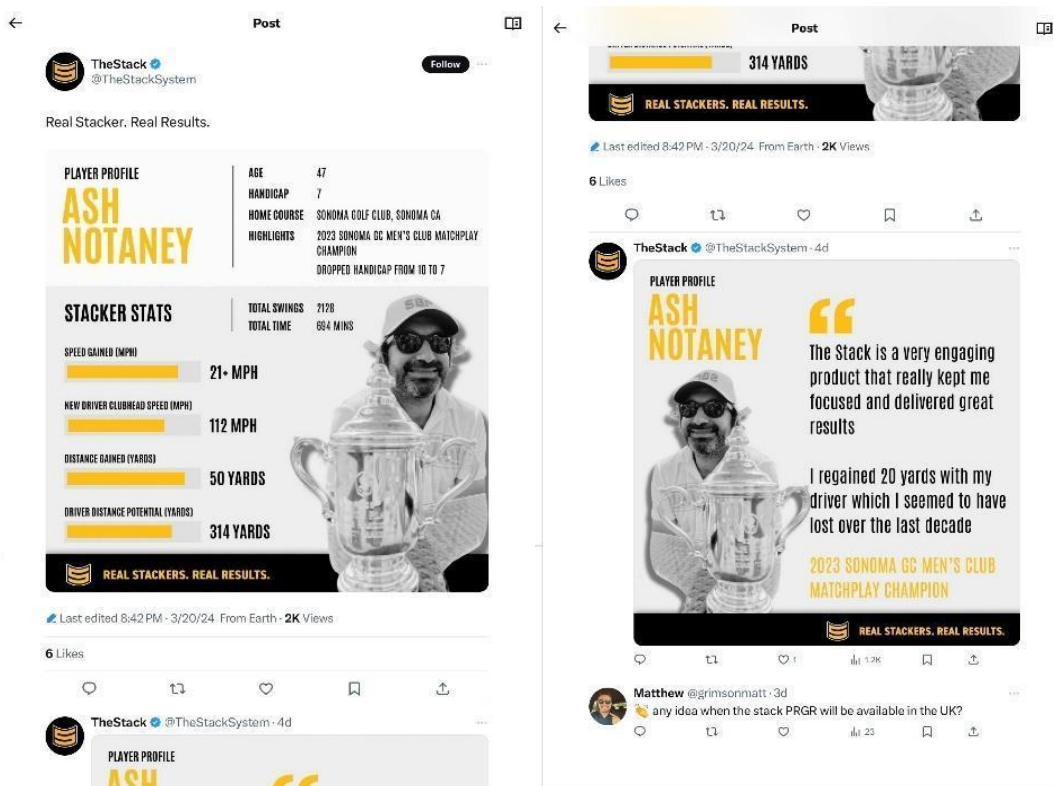 Post
TheStack
@TheStackSystem
Follow
Real Stacker. Real Results.
PLAYER PROFILE
ASH
NOTANEY
AGE 47
HANDICAP 7
HOME COURSE SONOMA GOLF CLUB, SONOMA CA
HIGHLIGHTS 2023 SONOMA GC MEN'S CLUB MATCHPLAY
CHAMPION
DROPPED HANDICAP FROM 10 TO 7
STACKER STATS
TOTAL SWINGS 2128
TOTAL TIME 694 MINS
SPEED GAINED (MPH)
21+ MPH
NEW DRIVER CLUBHEAD SPEED (MPH)
112 MPH
DISTANCE GAINED (YARDS)
50 YARDS
DRIVER DISTANCE POTENTIAL (YARDS)
314 YARDS
REAL STACKERS. REAL RESULTS.
Last edited 8:42 PM · 3/20/24 From Earth · 2K Views
6 Likes
TheStack @TheStackSystem · 4d
PLAYER PROFILE
ASH
Post
314 YARDS
REAL STACKERS. REAL RESULTS.
Last edited 8:42 PM · 3/20/24 From Earth · 2K Views
6 Likes
TheStack @TheStackSystem · 4d
PLAYER PROFILE
ASH
NOTANEY
The Stack is a very engaging
product that really kept me
focused and delivered great
results
I regained 20 yards with my
driver which I seemed to have
lost over the last decade
2023 SONOMA GC MEN'S CLUB
MATCHPLAY CHAMPION
REAL STACKERS. REAL RESULTS.
1 1.2K
Matthew @grimsonmatt · 3d
👏 any idea when the stack PRGR will be available in the UK?
23